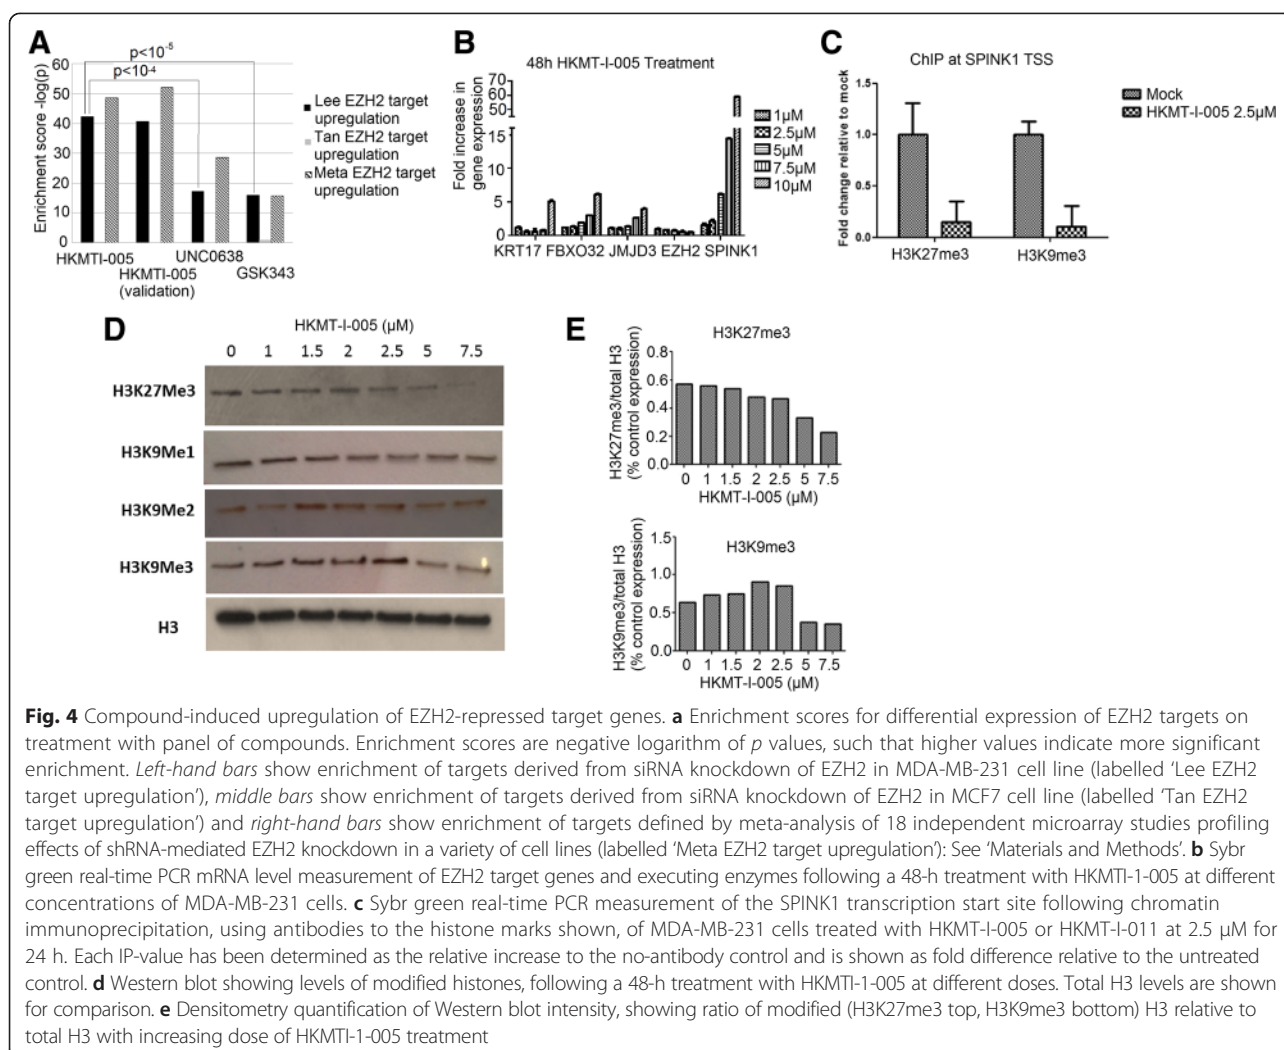 A
p<10-5
p<10-4
60
50
40
30
20
10
0
Enrichment score -log(p)
HKMTI-005
HKMTI-005
(validation)
UNC0638
GSK343
Lee EZH2 target
upregulation
Tan EZH2 target
upregulation
Meta EZH2 target
upregulation
B
48h HKMT-I-005 Treatment
Fold increase in
gene expression
70
60
50
15
10
5
0
KRT17 FBXO32 JMJD3 EZH2 SPINK1
1µM
2.5µM
5µM
7.5µM
10µM
C
ChIP at SPINK1 TSS
Fold change relative to mock
1.5
1.0
0.5
0.0
H3K27me3 H3K9me3
Mock
HKMT-I-005 2.5µM
D
HKMT-I-005 (µM)
0 1 1.5 2 2.5 5 7.5
H3K27Me3
H3K9Me1
H3K9Me2
H3K9Me3
H3
E
H3K27me3
H3K27me3/total H3
(% control expression)
0.8
0.6
0.4
0.2
0.0
0 1 1.5 2 2.5 5 7.5
HKMT-I-005 (µM)
H3K9me3
H3K9me3/total H3
(% control expression)
1.5
1.0
0.5
0.0
0 1 1.5 2 2.5 5 7.5
HKMT-I-005 (µM)
Fig. 4 Compound-induced upregulation of EZH2-repressed target genes. a Enrichment scores for differential expression of EZH2 targets on
treatment with panel of compounds. Enrichment scores are negative logarithm of p values, such that higher values indicate more significant
enrichment. Left-hand bars show enrichment of targets derived from siRNA knockdown of EZH2 in MDA-MB-231 cell line (labelled ‘Lee EZH2
target upregulation’), middle bars show enrichment of targets derived from siRNA knockdown of EZH2 in MCF7 cell line (labelled ‘Tan EZH2
target upregulation’) and right-hand bars show enrichment of targets defined by meta-analysis of 18 independent microarray studies profiling
effects of shRNA-mediated EZH2 knockdown in a variety of cell lines (labelled ‘Meta EZH2 target upregulation’): See ‘Materials and Methods’. b Sybr
green real-time PCR mRNA level measurement of EZH2 target genes and executing enzymes following a 48-h treatment with HKMTI-1-005 at different
concentrations of MDA-MB-231 cells. c Sybr green real-time PCR measurement of the SPINK1 transcription start site following chromatin
immunoprecipitation, using antibodies to the histone marks shown, of MDA-MB-231 cells treated with HKMT-I-005 or HKMT-I-011 at 2.5 µM for
24 h. Each IP-value has been determined as the relative increase to the no-antibody control and is shown as fold difference relative to the untreated
control. d Western blot showing levels of modified histones, following a 48-h treatment with HKMTI-1-005 at different doses. Total H3 levels are shown
for comparison. e Densitometry quantification of Western blot intensity, showing ratio of modified (H3K27me3 top, H3K9me3 bottom) H3 relative to
total H3 with increasing dose of HKMTI-1-005 treatment